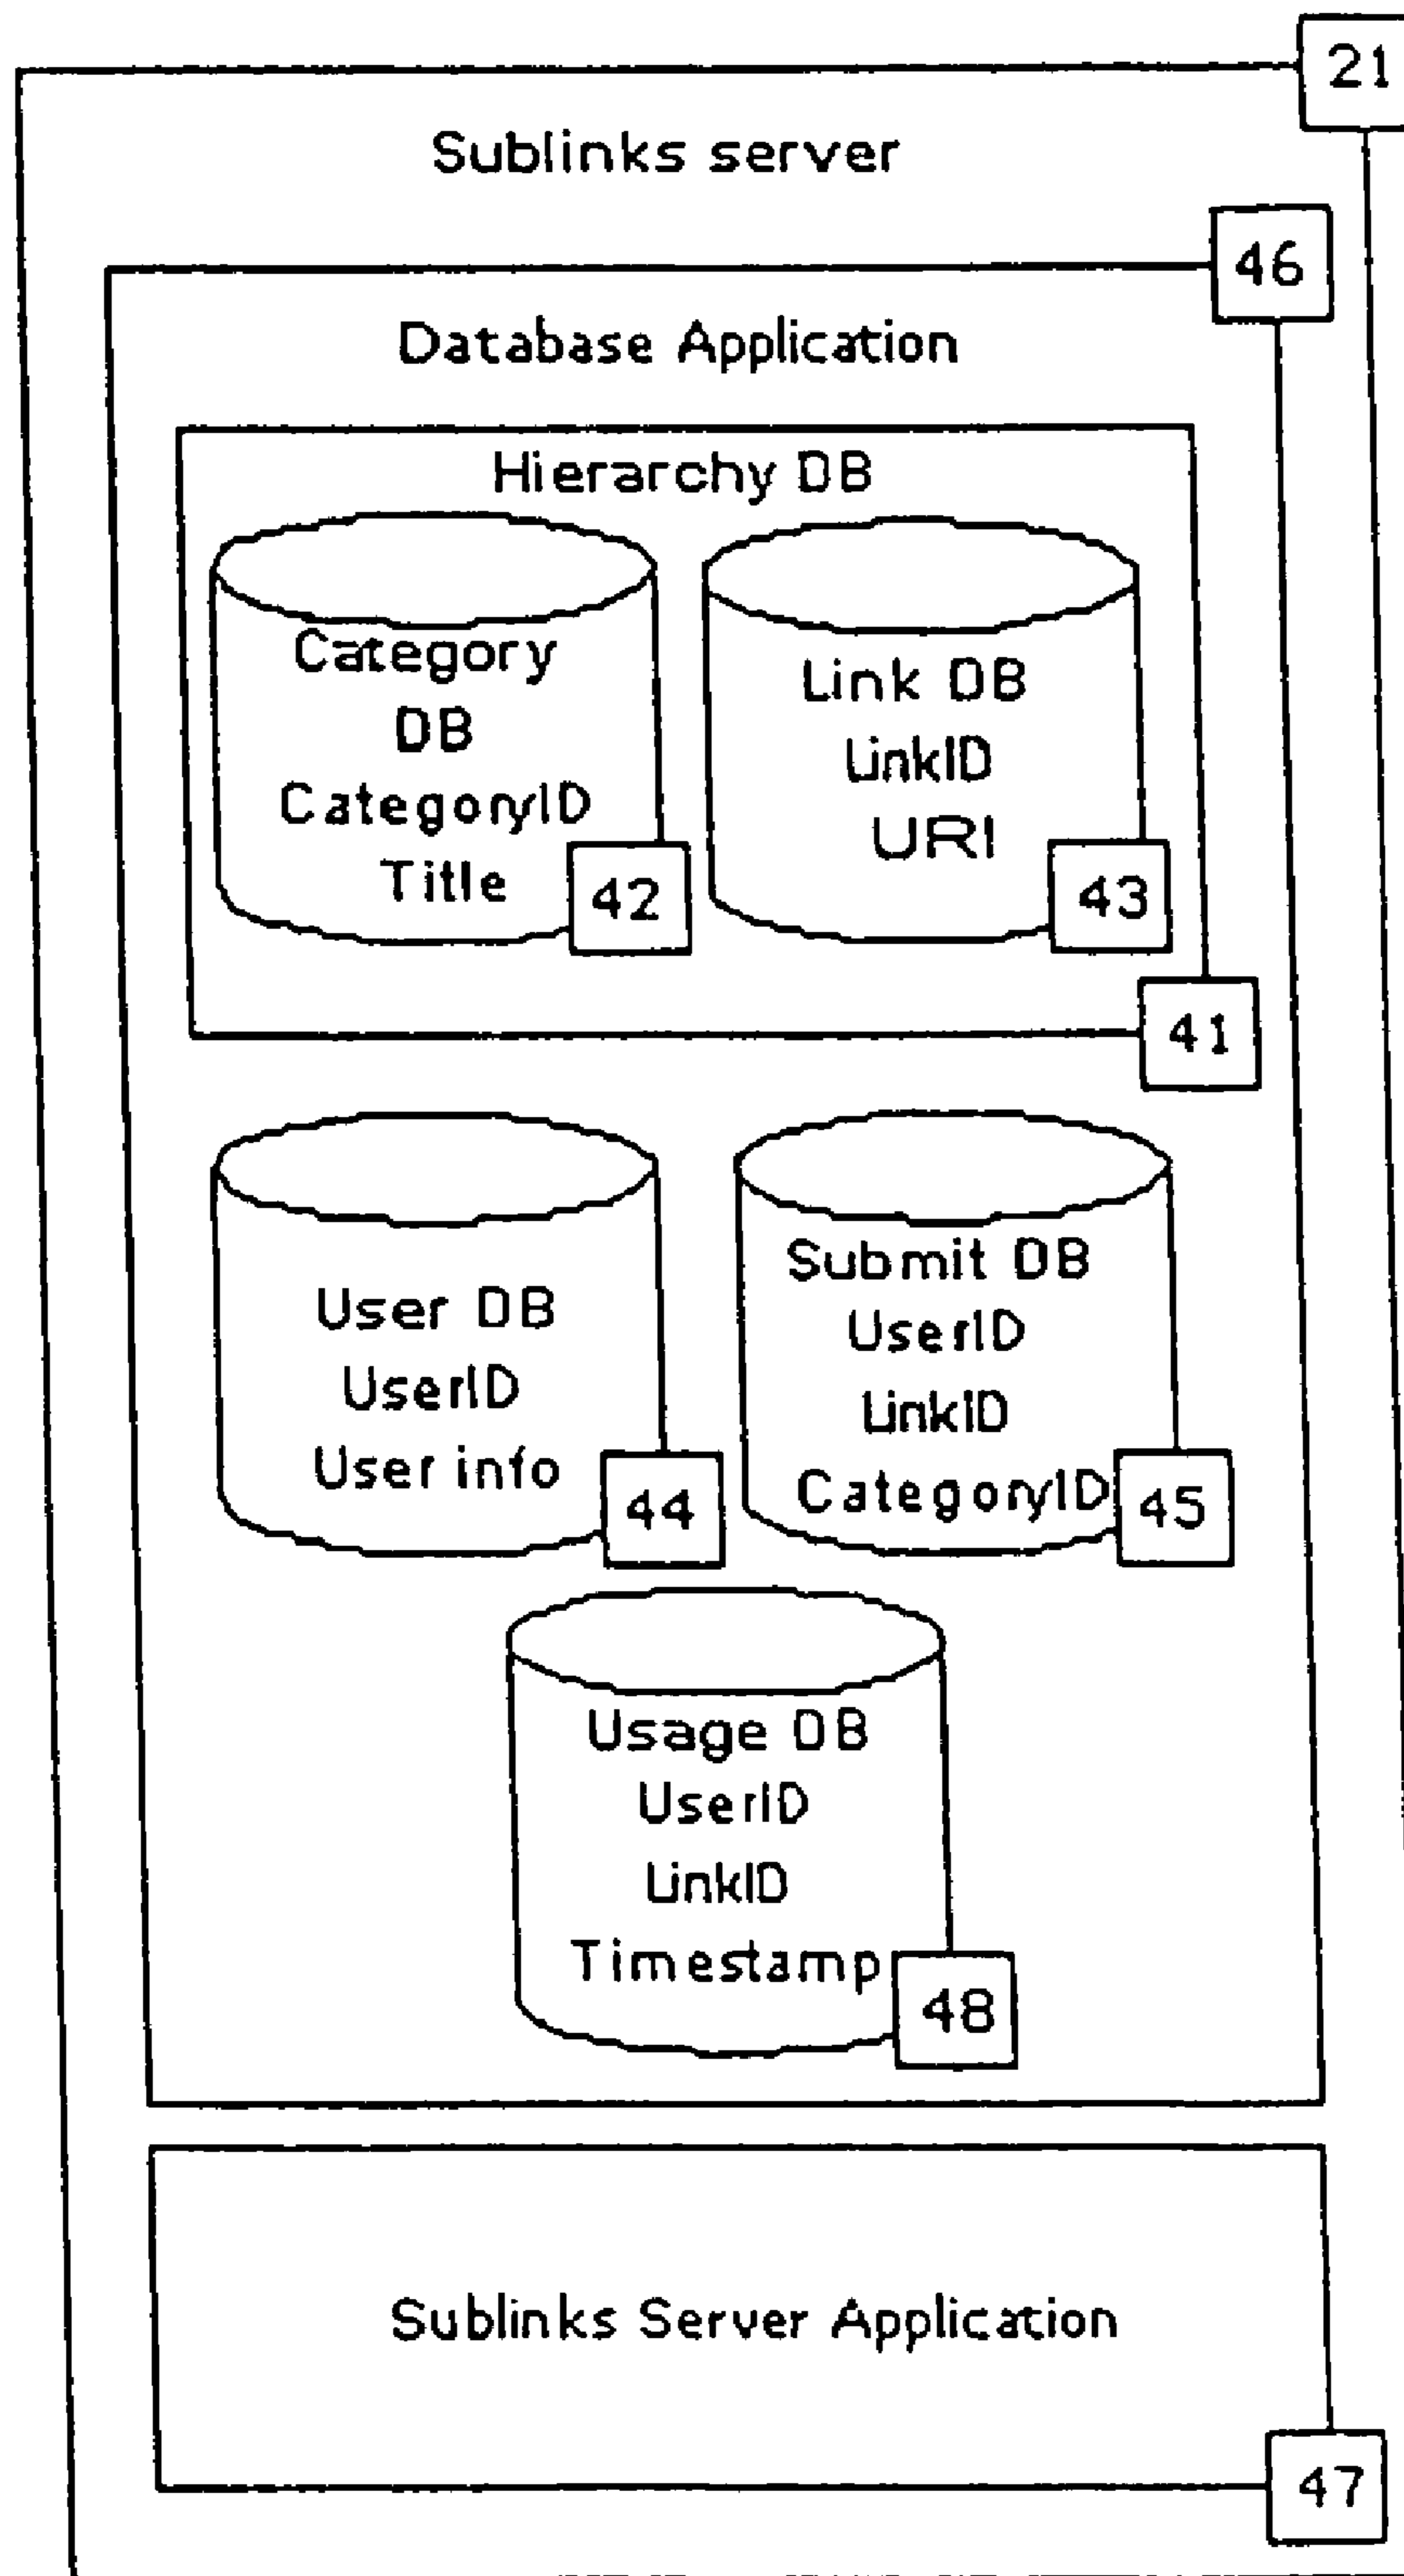 21
Sublinks server
46
Database Application
Hierarchy DB
Category
DB
CategoryID
Title
42
Link DB
LinkID
URI
43
41
User DB
UserID
User info
44
Submit DB
UserID
LinkID
CategoryID
45
Usage DB
UserID
LinkID
Timestamp
48
Sublinks Server Application
47